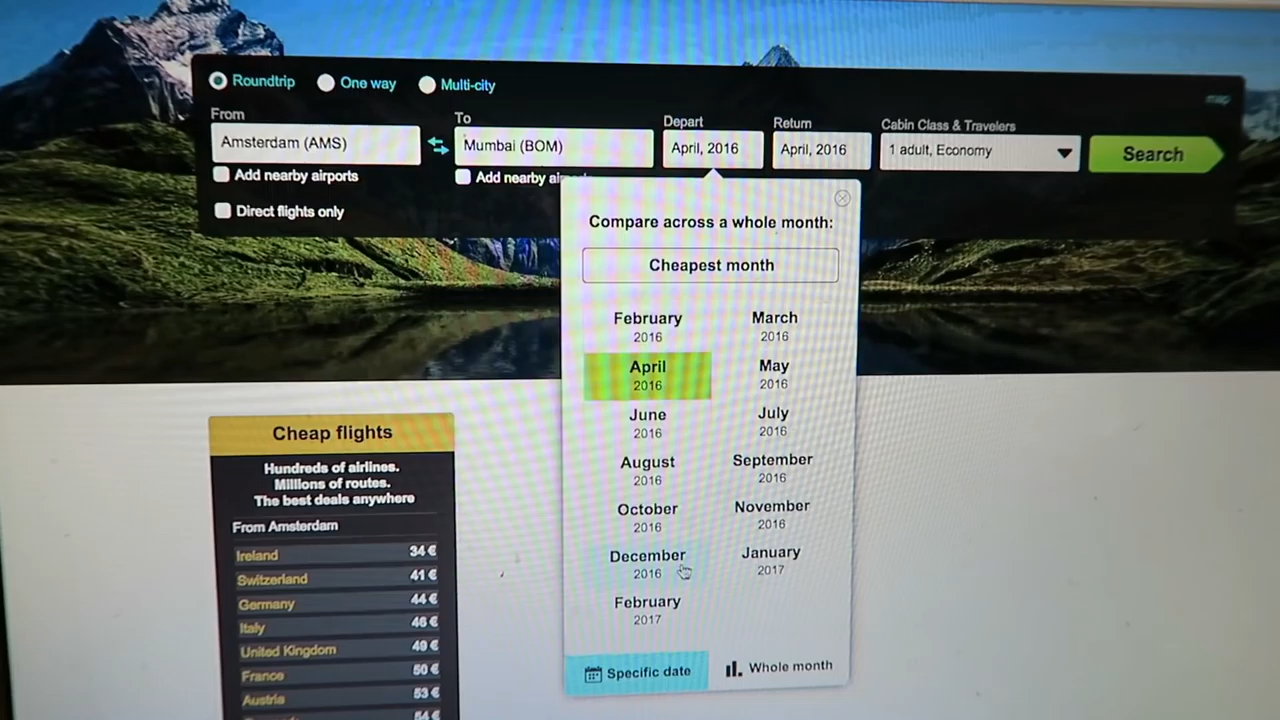 Roundtrip One way Multi-city
map
From To Depart Return Cabin Class & Travelers
Amsterdam (AMS) Mumbai (BOM) April, 2016 April, 2016 1 adult, Economy Search
Add nearby airports Add nearby
Direct flights only
Compare across a whole month:
Cheapest month
February March
2016 2016
April May
2016 2016
June July
2016 2016
August September
2016 2016
October November
2016 2016
December January
2016 2017
February
2017
Specific date Whole month
Cheap flights
Hundreds of airlines.
Millions of routes.
The best deals anywhere
From Amsterdam
Ireland 34 €
Switzerland 41 €
Germany 44 €
Italy 46 €
United Kingdom 49 €
France 50 €
Austria 53 €